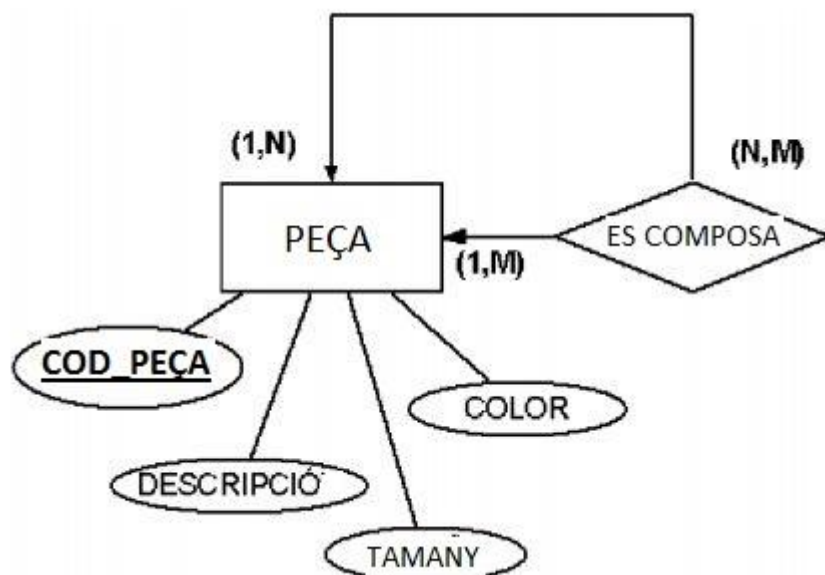 (1,N)
(N,M)
PEÇA
ES COMPOSA
(1,M)
COD_PEÇA
COLOR
DESCRIPCIÓ
TAMANY